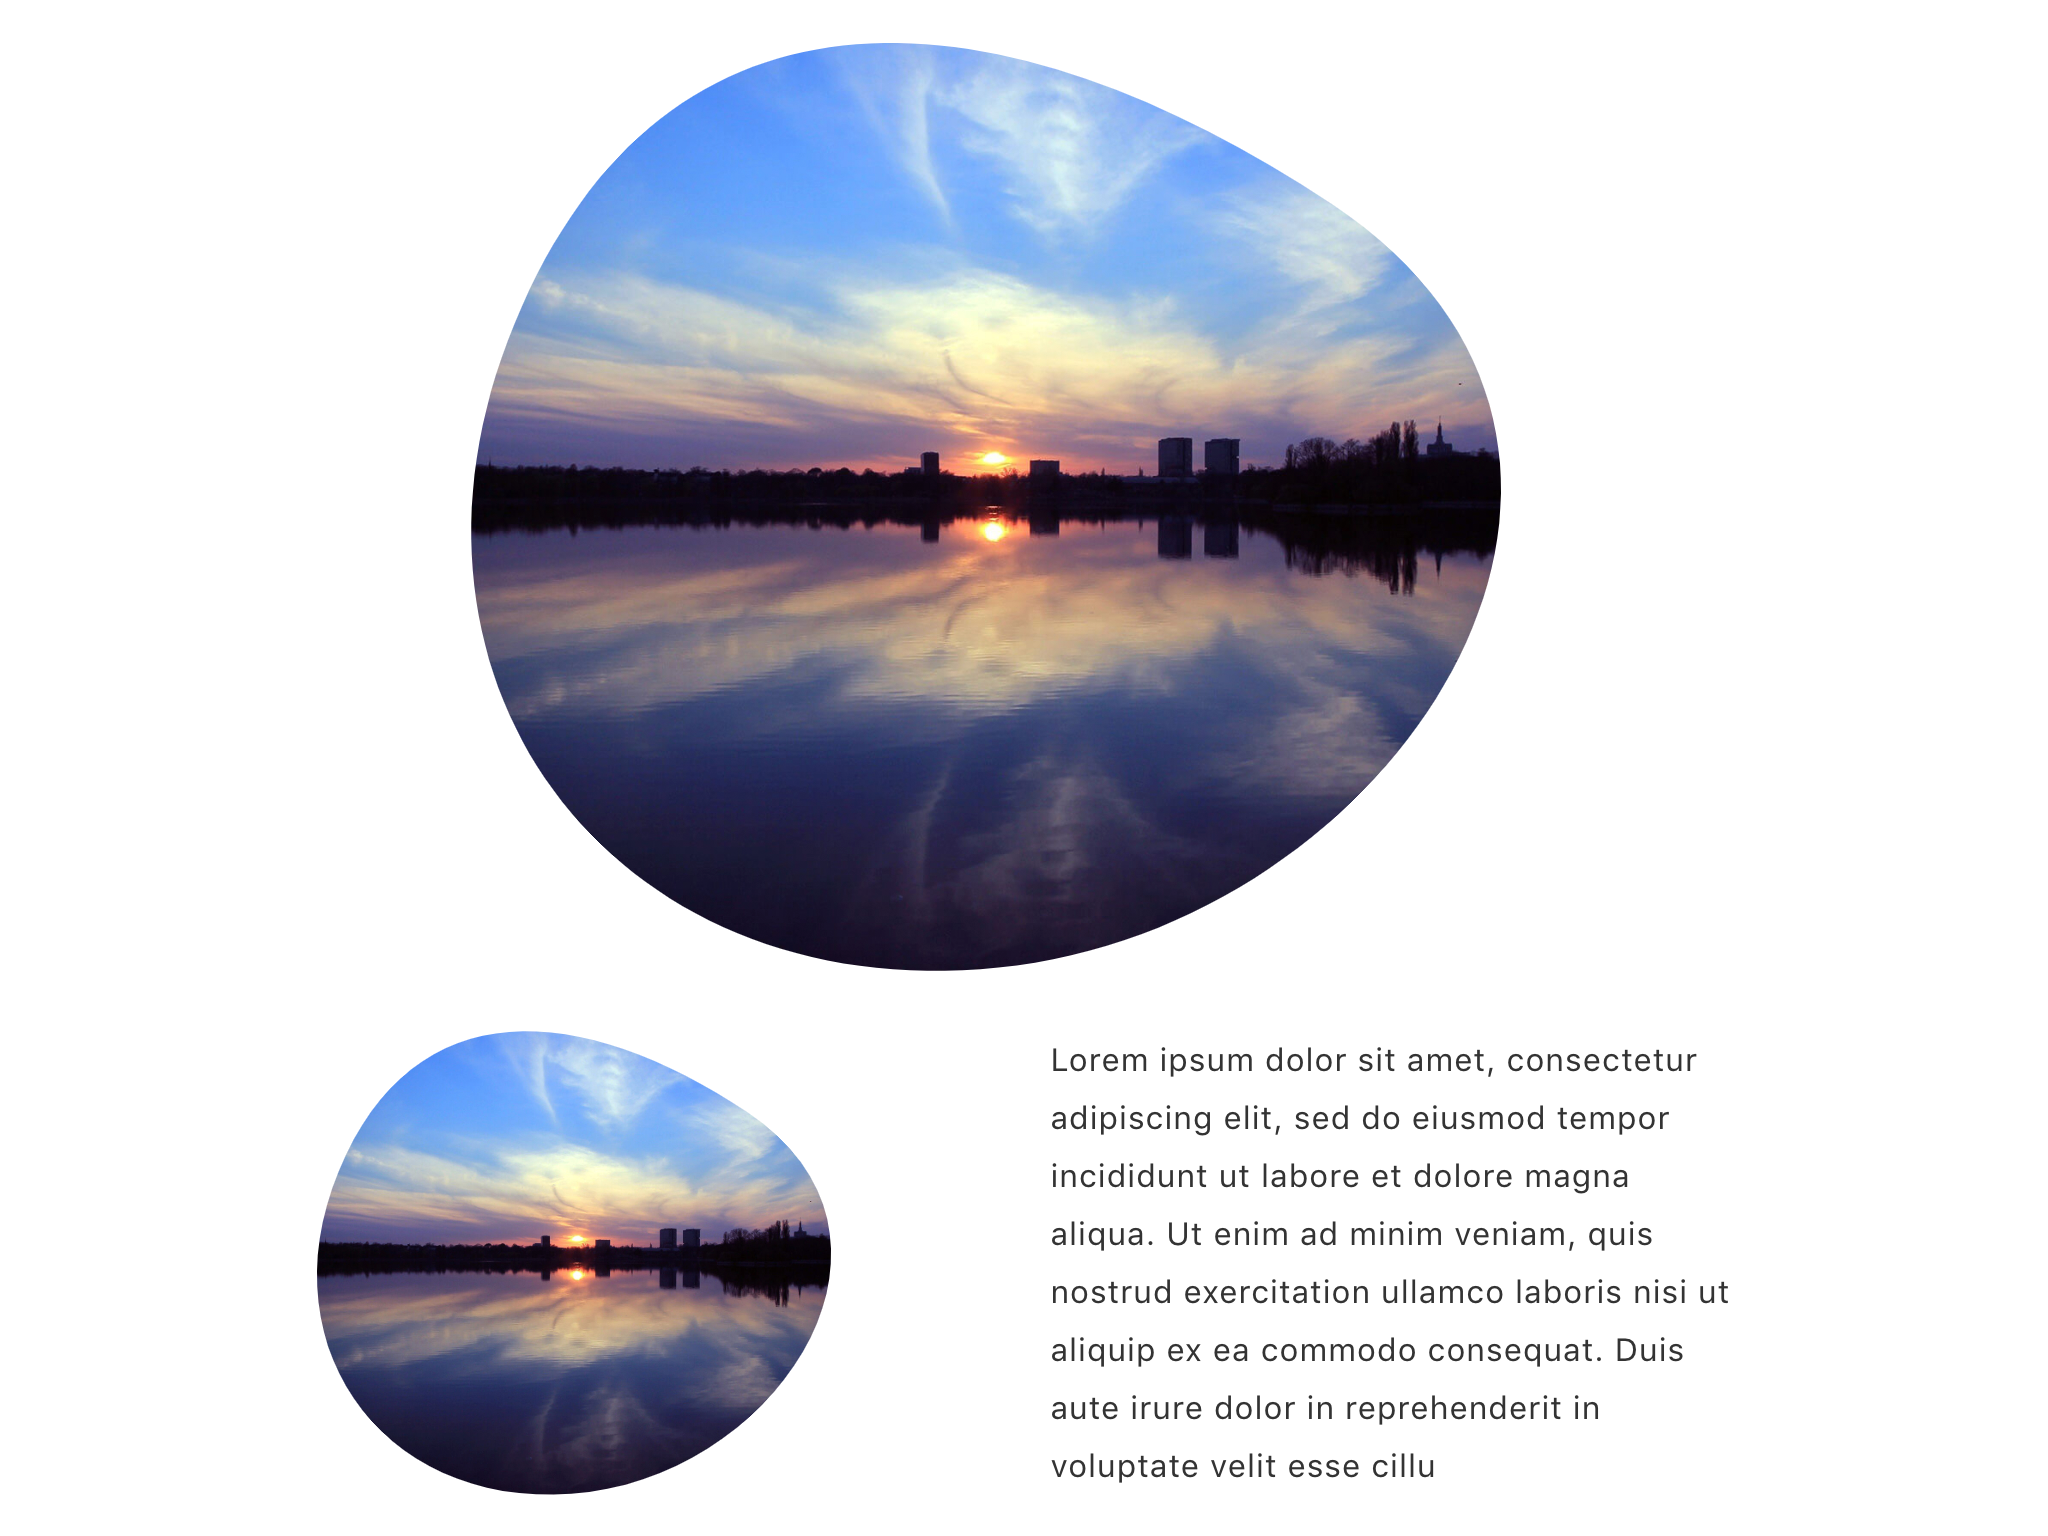 Lorem ipsum dolor sit amet, consectetur
adipiscing elit, sed do eiusmod tempor
incididunt ut labore et dolore magna
aliqua. Ut enim ad minim veniam, quis
nostrud exercitation ullamco laboris nisi ut
aliquip ex ea commodo consequat. Duis
aute irure dolor in reprehenderit in
voluptate velit esse cillu